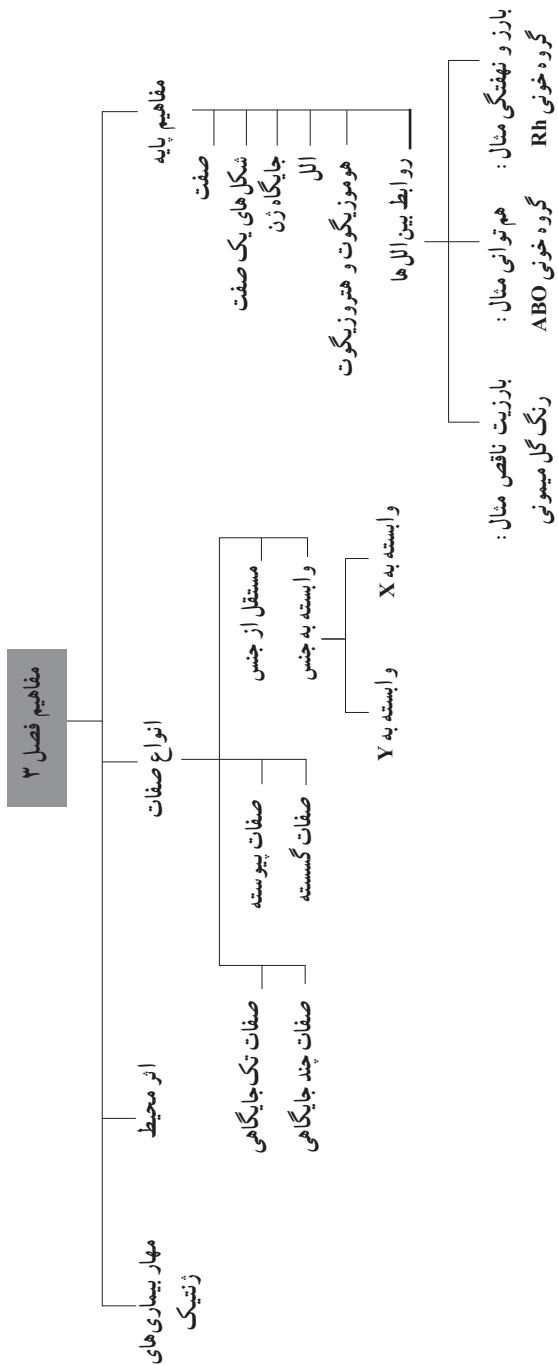 مفاهیم فصل ۳
مفاهیم پایه
صفت
شکل‌های یک صفت
جایگاه ژن
الل
هوموزیگوت و هتروزیگوت
روابط بین الل‌ها
بارز و نهفتگی مثال :
گروه خونی Rh
هم‌توانی مثال :
گروه خونی ABO
بارزیت ناقص مثال :
رنگ گل میمونی
انواع صفات
مستقل از جنس
وابسته به جنس
وابسته به X
وابسته به Y
صفات پیوسته
صفات گسسته
صفات تک‌جایگاهی
صفات چند جایگاهی
اثر محیط
مهار بیماری‌های
ژنتیک